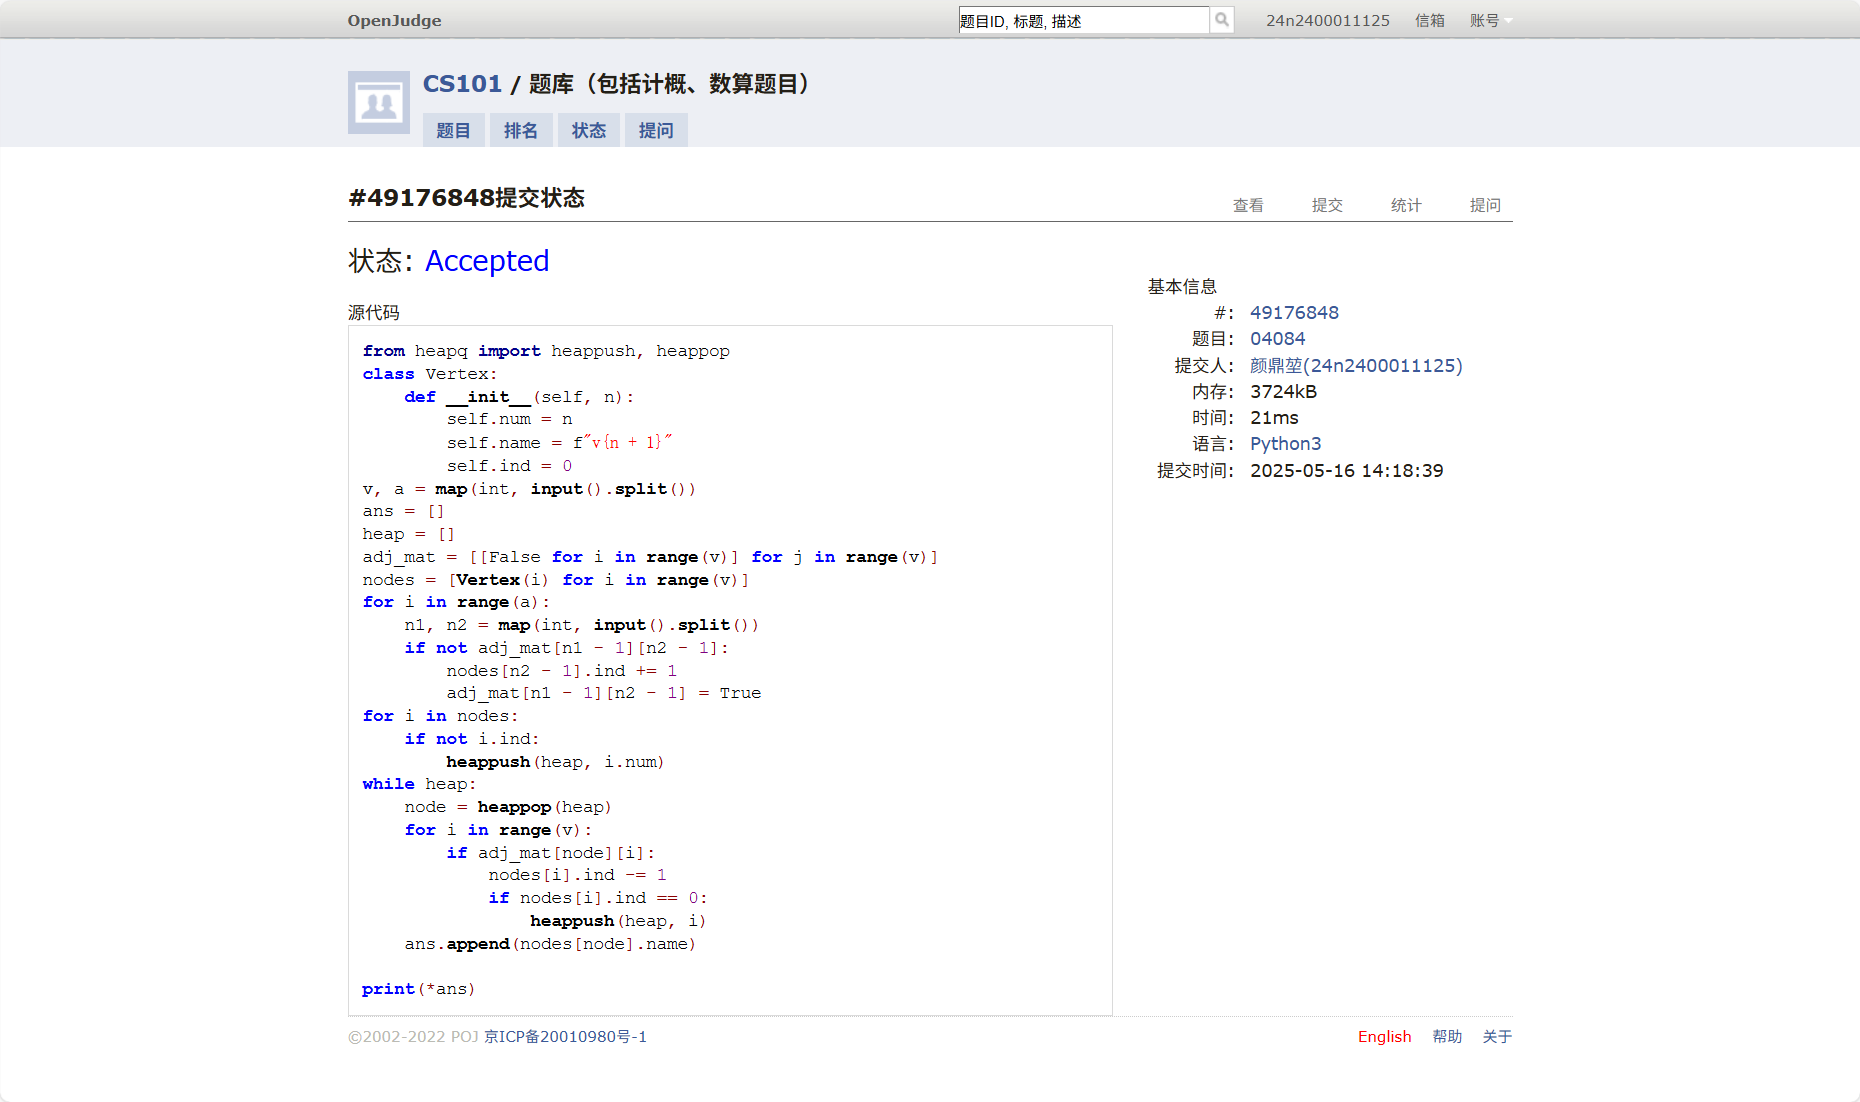 OpenJudge
题目ID, 标题, 描述
24n2400011125 信箱 账号
CS101 / 题库（包括计概、数算题目）
题目 排名 状态 提问
#49176848提交状态
查看 提交 统计 提问
状态: Accepted
源代码
from heapq import heappush, heappop
class Vertex:
    def __init__(self, n):
        self.num = n
        self.name = f"v{n + 1}"
        self.ind = 0
v, a = map(int, input().split())
ans = []
heap = []
adj_mat = [[False for i in range(v)] for j in range(v)]
nodes = [Vertex(i) for i in range(v)]
for i in range(a):
    n1, n2 = map(int, input().split())
    if not adj_mat[n1 - 1][n2 - 1]:
        nodes[n2 - 1].ind += 1
        adj_mat[n1 - 1][n2 - 1] = True
for i in nodes:
    if not i.ind:
        heappush(heap, i.num)
while heap:
    node = heappop(heap)
    for i in range(v):
        if adj_mat[node][i]:
            nodes[i].ind -= 1
            if nodes[i].ind == 0:
                heappush(heap, i)
    ans.append(nodes[node].name)
print(*ans)
基本信息
#: 49176848
题目: 04084
提交人: 颜鼎堃(24n2400011125)
内存: 3724kB
时间: 21ms
语言: Python3
提交时间: 2025-05-16 14:18:39
©2002-2022 POJ 京ICP备20010980号-1
English 帮助 关于